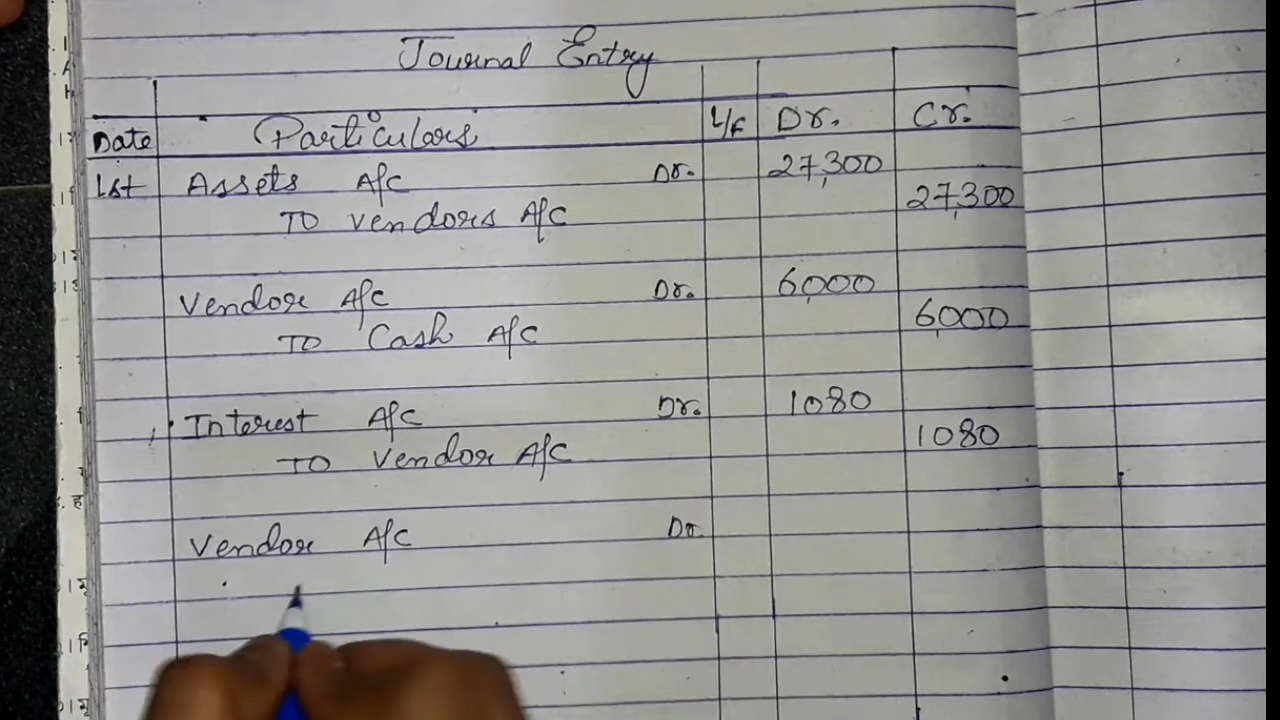 Journal Entry
Date Particulars L/F Dr. Cr.
1st Assets A/C Dr. 27,300
To vendors A/C 27,300
Vendor A/C Dr. 6,000
To Cash A/C 6,000
Interest A/C Dr. 1080
To Vendor A/C 1080
Vendor A/C Dr.